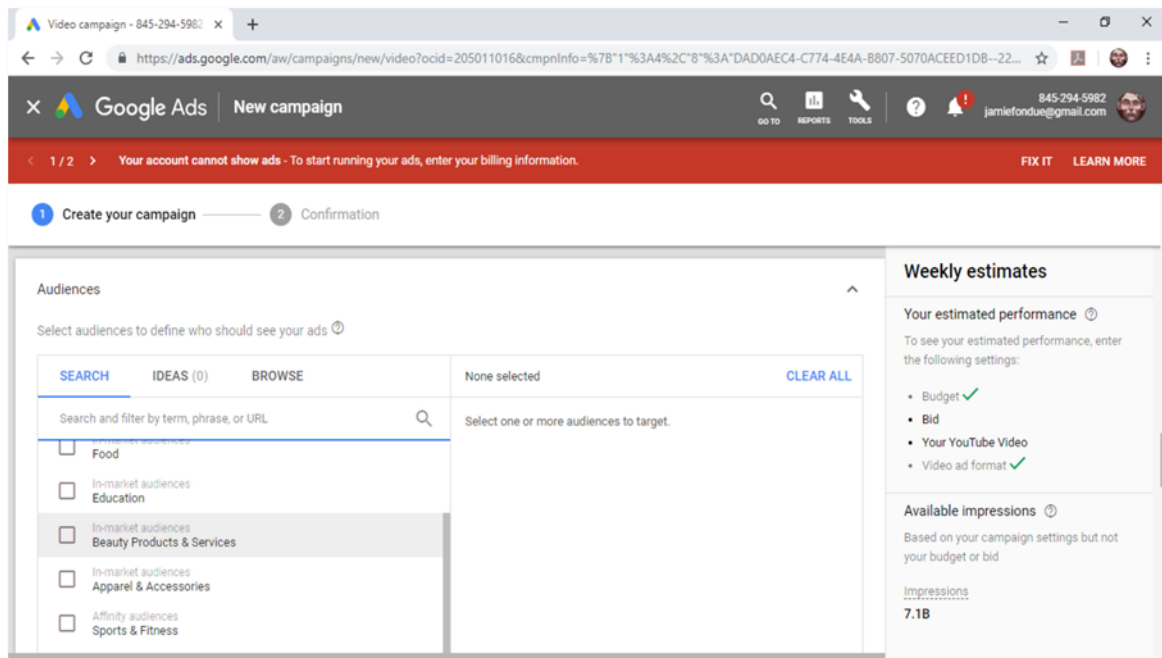 Video campaign - 845-294-5982
https://ads.google.com/aw/campaigns/new/video?ocid=205011016&cmpnInfo=%7B"1"%3A4%2C"8"%3A"DAD0AEC4-C774-4E4A-B807-5070ACEED1DB--22...
Google Ads
New campaign
GO TO
REPORTS
TOOLS
845-294-5982
jamiefondue@gmail.com
1 / 2
Your account cannot show ads - To start running your ads, enter your billing information.
FIX IT
LEARN MORE
1 Create your campaign
2 Confirmation
Audiences
Select audiences to define who should see your ads
SEARCH
IDEAS (0)
BROWSE
None selected
CLEAR ALL
Search and filter by term, phrase, or URL
Select one or more audiences to target.
In-market audiences
Food
In-market audiences
Education
In-market audiences
Beauty Products & Services
In-market audiences
Apparel & Accessories
Affinity audiences
Sports & Fitness
Weekly estimates
Your estimated performance
To see your estimated performance, enter
the following settings:
• Budget
• Bid
• Your YouTube Video
• Video ad format
Available impressions
Based on your campaign settings but not
your budget or bid
Impressions
7.1B